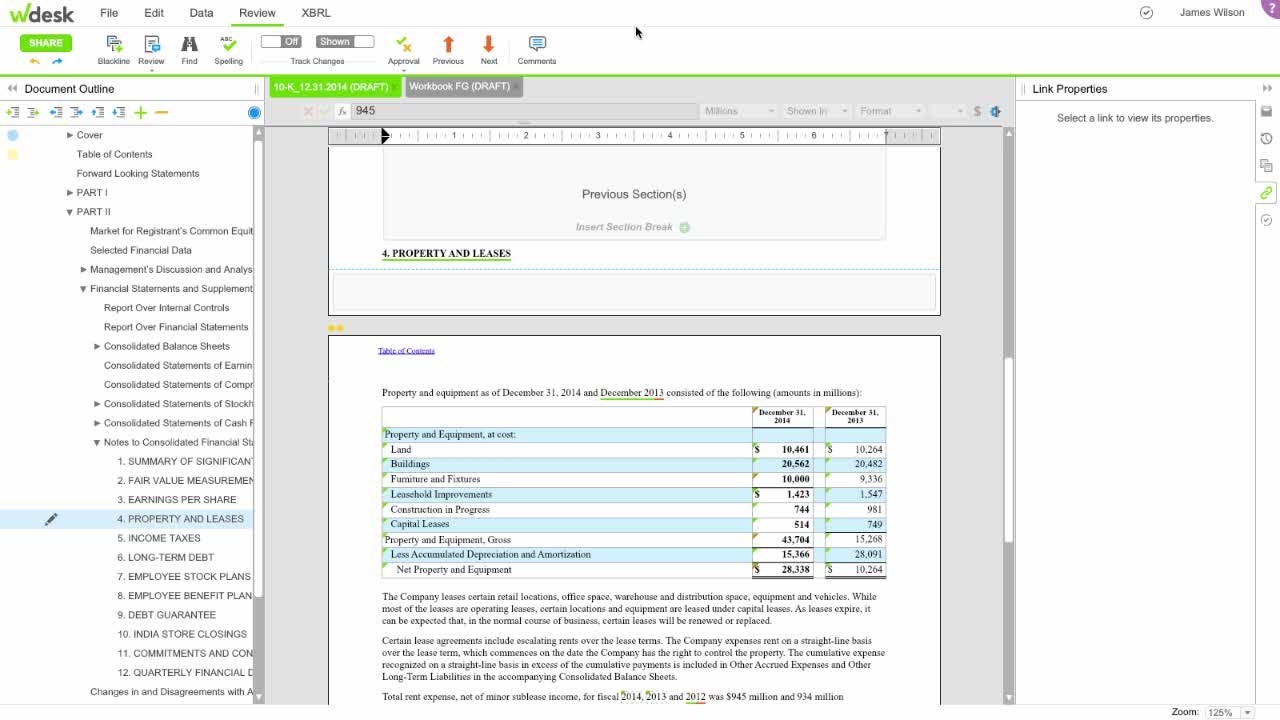 wdesk
File Edit Data Review XBRL
James Wilson
?
SHARE
Blackline
Review
Find
ABC
Spelling
Off
Shown
Track Changes
Approval
Previous
Next
Comments
Document Outline
10-K_12.31.2014 (DRAFT)
Workbook FG (DRAFT)
Link Properties
fx 945
Millions
Shown In
Format
$
Select a link to view its properties.
Cover
Table of Contents
Forward Looking Statements
PART I
PART II
Market for Registrant's Common Equit
Selected Financial Data
Management's Discussion and Analys
Financial Statements and Supplement
Report Over Internal Controls
Report Over Financial Statements
Consolidated Balance Sheets
Consolidated Statements of Earnin
Consolidated Statements of Compr
Consolidated Statements of Stockh
Consolidated Statements of Cash F
Notes to Consolidated Financial Sta
1. SUMMARY OF SIGNIFICAN
2. FAIR VALUE MEASUREMEN
3. EARNINGS PER SHARE
4. PROPERTY AND LEASES
5. INCOME TAXES
6. LONG-TERM DEBT
7. EMPLOYEE STOCK PLANS
8. EMPLOYEE BENEFIT PLAN
9. DEBT GUARANTEE
10. INDIA STORE CLOSINGS
11. COMMITMENTS AND CON
12. QUARTERLY FINANCIAL D
Changes in and Disagreements with A
1 2 3 4 5 6 7
Previous Section(s)
Insert Section Break
4. PROPERTY AND LEASES
Table of Contents
Property and equipment as of December 31, 2014 and December 2013 consisted of the following (amounts in millions):
December 31, 2014
December 31, 2013
Property and Equipment, at cost:
Land $ 10,461 $ 10,264
Buildings 20,562 20,482
Furniture and Fixtures 10,000 9,336
Leasehold Improvements $ 1,423 1,547
Construction in Progress 744 981
Capital Leases 514 749
Property and Equipment, Gross 43,704 15,268
Less Accumulated Depreciation and Amortization 15,366 28,091
Net Property and Equipment $ 28,338 $ 10,264
The Company leases certain retail locations, office space, warehouse and distribution space, equipment and vehicles. While
most of the leases are operating leases, certain locations and equipment are leased under capital leases. As leases expire, it
can be expected that, in the normal course of business, certain leases will be renewed or replaced.
Certain lease agreements include escalating rents over the lease terms. The Company expenses rent on a straight-line basis
over the lease term, which commences on the date the Company has the right to control the property. The cumulative expense
recognized on a straight-line basis in excess of the cumulative payments is included in Other Accrued Expenses and Other
Long-Term Liabilities in the accompanying Consolidated Balance Sheets.
Total rent expense, net of minor sublease income, for fiscal 2014, 2013 and 2012 was $945 million and 934 million
Zoom: 125%